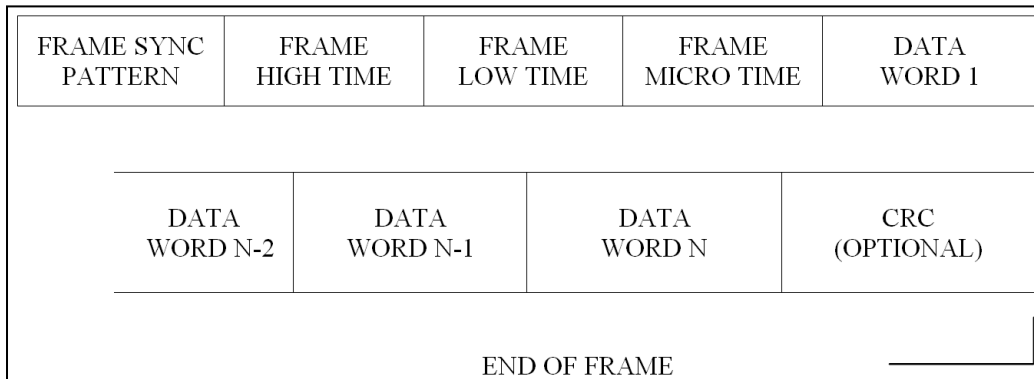 FRAME SYNC
PATTERN
FRAME
HIGH TIME
FRAME
LOW TIME
FRAME
MICRO TIME
DATA
WORD 1
DATA
WORD N-2
DATA
WORD N-1
DATA
WORD N
CRC
(OPTIONAL)
END OF FRAME